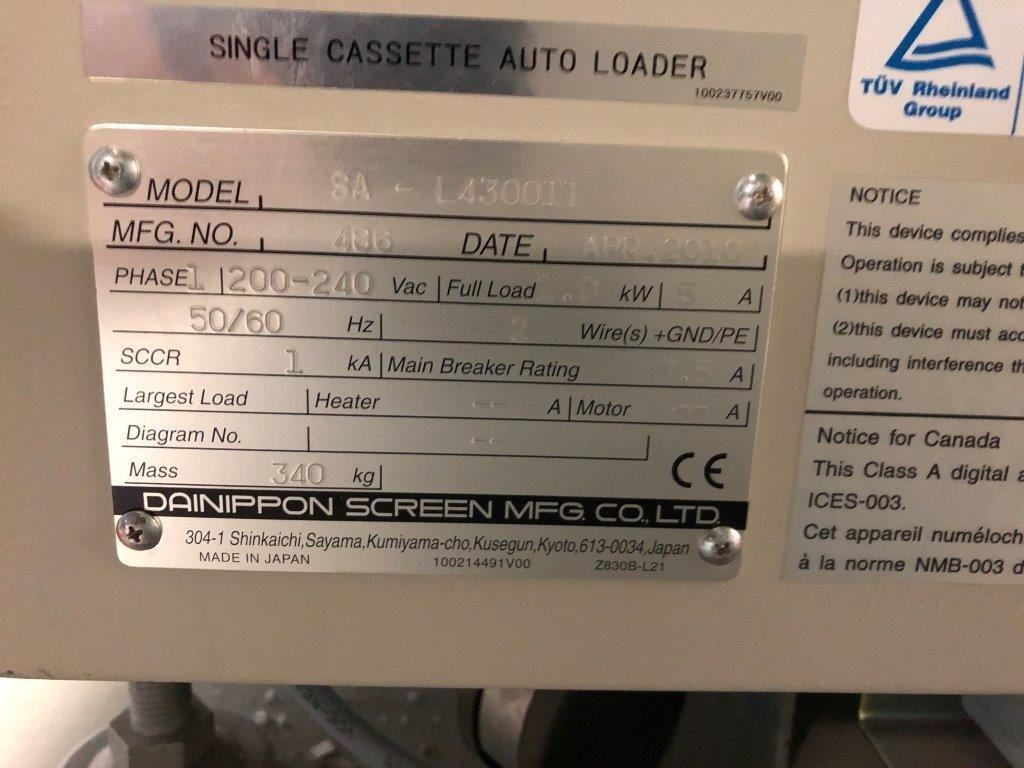 SINGLE CASSETTE AUTO LOADER
100237757V00
TÜV Rheinland
Group
MODEL SA - L4300II
MFG. NO. 486 DATE APR.2010
PHASE 1 200-240 Vac Full Load 1.0 kW 5 A
50/60 Hz 2 Wire(s) +GND/PE
SCCR 1 kA Main Breaker Rating 7.5 A
Largest Load Heater -- A Motor -- A
Diagram No. --
Mass 340 kg
CE
DAINIPPON SCREEN MFG. CO., LTD.
304-1 Shinkaichi,Sayama,Kumiyama-cho,Kusegun,Kyoto,613-0034,Japan
MADE IN JAPAN 100214491V00 Z830B-L21
NOTICE
This device complies
Operation is subject
(1)this device may not
(2)this device must
including interference
operation.
Notice for Canada
This Class A digital
ICES-003.
Cet appareil
à la norme NMB-003